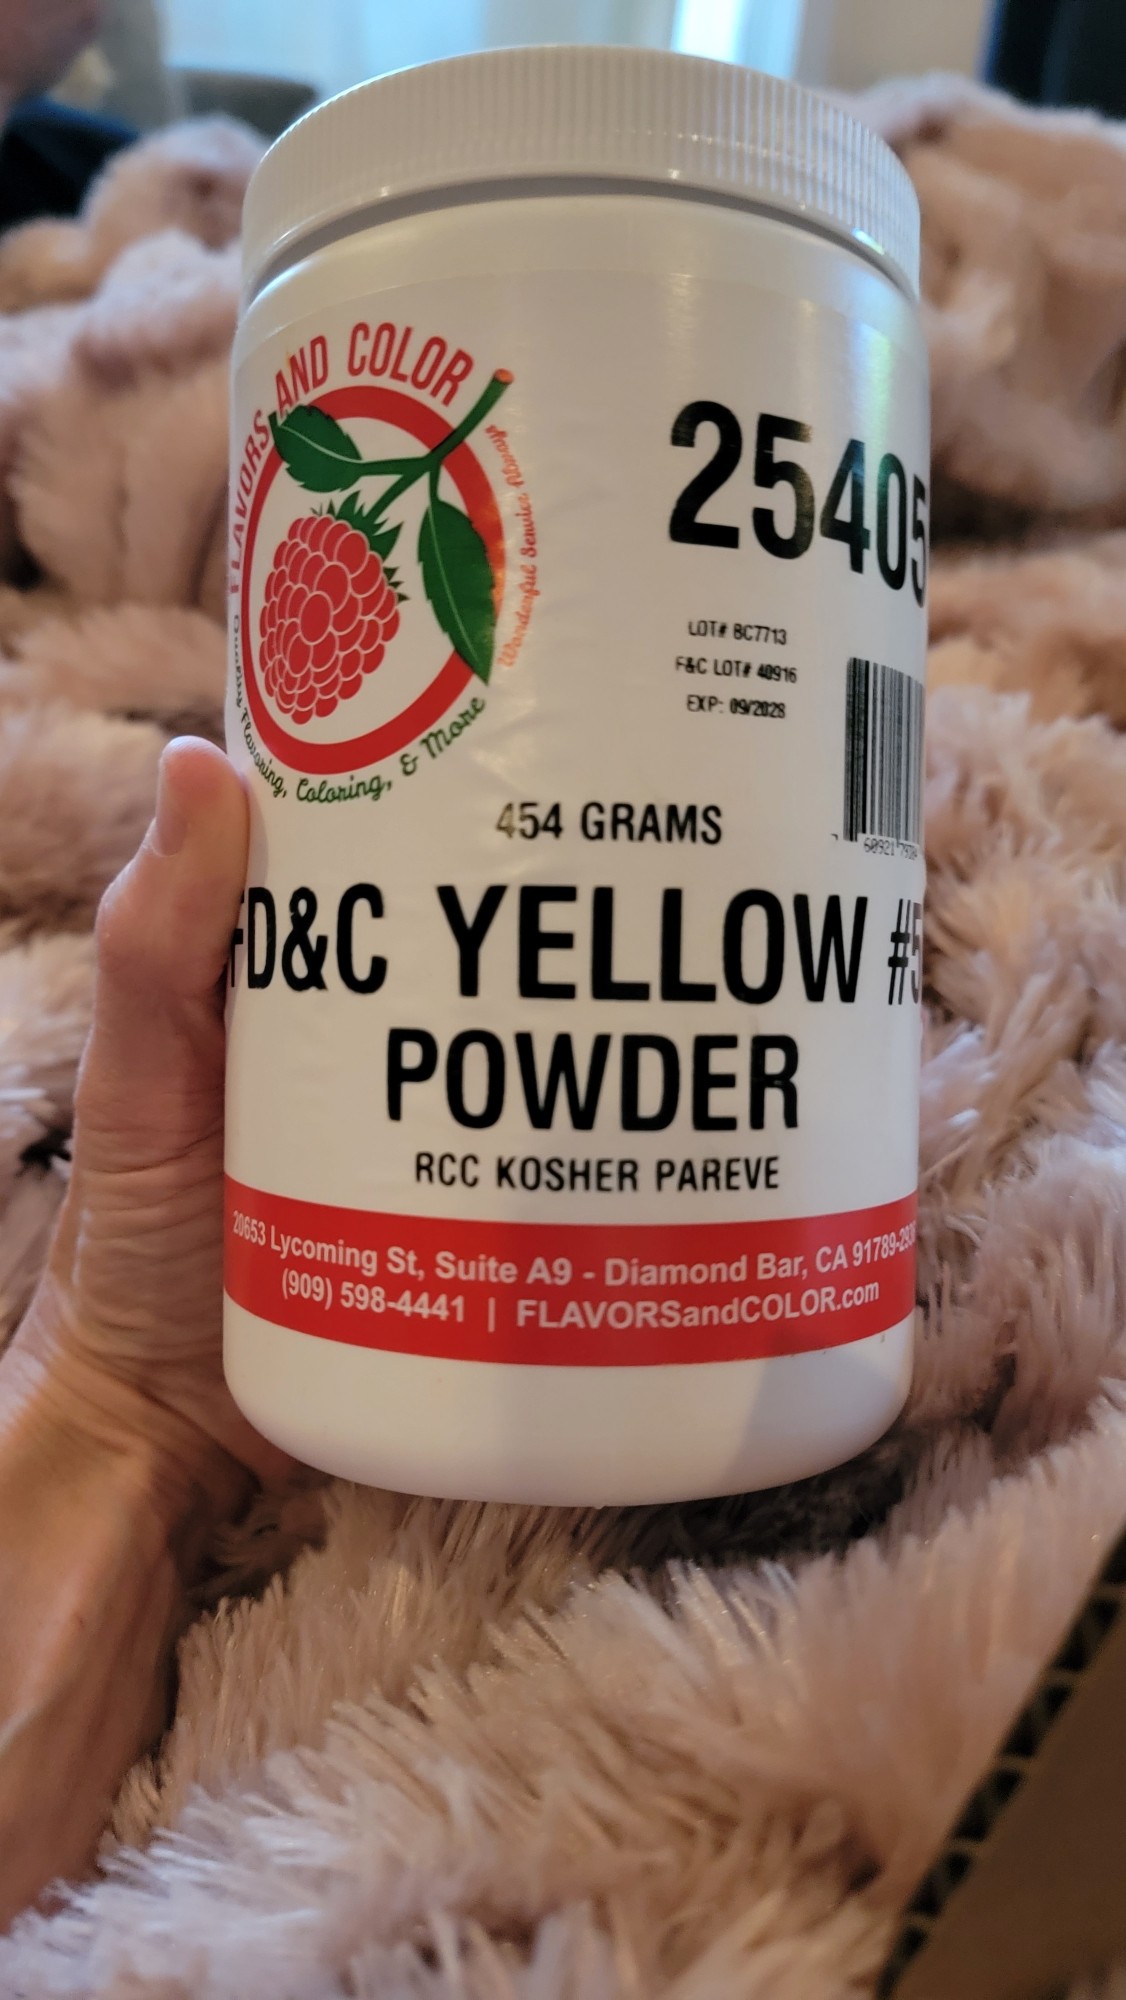 FLAVORS AND COLOR
Wonderful Service Always
Flavoring, Coloring, & More
25405
LOT# BC7713
F&C LOT# 40916
EXP: 09/2028
454 GRAMS
FD&C YELLOW #5
POWDER
RCC KOSHER PAREVE
20653 Lycoming St, Suite A9 - Diamond Bar, CA 91789
(909) 598-4441 | FLAVORSandCOLOR.com